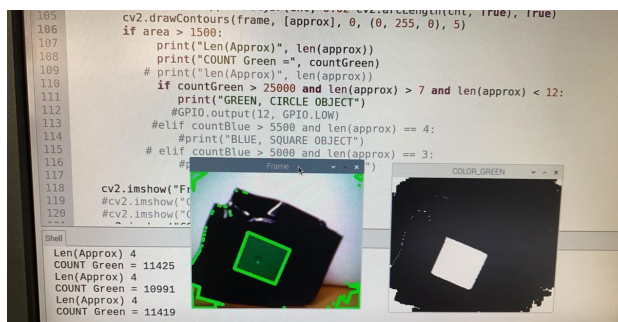 105
cv2.drawContours(frame, [approx], 0, (0, 255, 0), 5)
106 if area > 1500:
107 print("Len(Approx)", len(approx))
108 print("COUNT Green =", countGreen)
109 # print("len(Approx)", len(approx))
110 if countGreen > 25000 and len(approx) > 7 and len(approx) < 12:
111 print("GREEN, CIRCLE OBJECT")
112 #GPIO.output(12, GPIO.LOW)
113 #elif countBlue > 5500 and len(approx) == 4:
114 #print("BLUE, SQUARE OBJECT")
115 # elif countBlue > 5000 and len(approx) == 3:
116 ")
117
118 cv2.imshow("Fr
119 #cv2.imshow("
120 #cv2.imshow("
Frame
COLOR_GREEN
Shell
Len(Approx) 4
COUNT Green = 11425
Len(Approx) 4
COUNT Green = 10991
Len(Approx) 4
COUNT Green = 11419